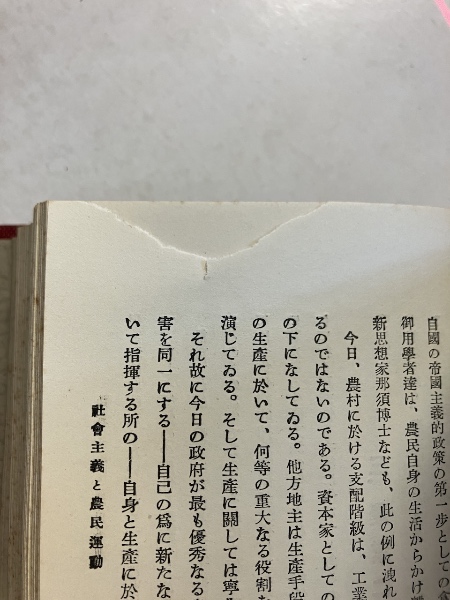 自國の帝國主義的政策の第一步としての
御用學者達は、農民自身の生活からかけ
新思想家那須博士なども、此の例に洩れ
今日、農村に於ける支配階級は、工業
るのではないのである。資本家としての
の下になしてゐる。他方地主は生產手段
の生產に於いて、何等の重大なる役割を
演じてゐる。そして生產に關しては寧
それ故に今日の政府が最も優秀なる
害を同一にする──自己の爲に新たな
いて指揮する所の──自身と生產に於
社會主義と農民運動